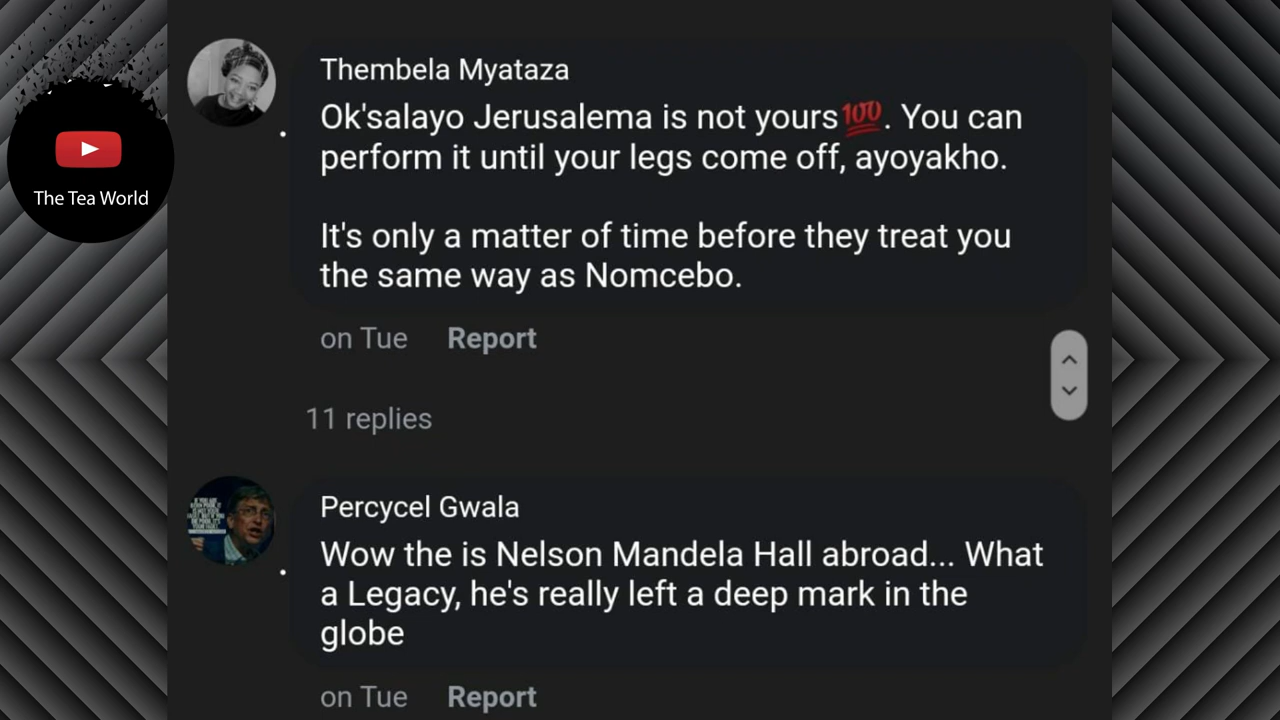 The Tea World
Thembela Myataza
Ok'salayo Jerusalema is not yours💯. You can
perform it until your legs come off, ayoyakho.
It's only a matter of time before they treat you
the same way as Nomcebo.
on Tue Report
11 replies
Percycel Gwala
Wow the is Nelson Mandela Hall abroad... What
a Legacy, he's really left a deep mark in the
globe
on Tue Report